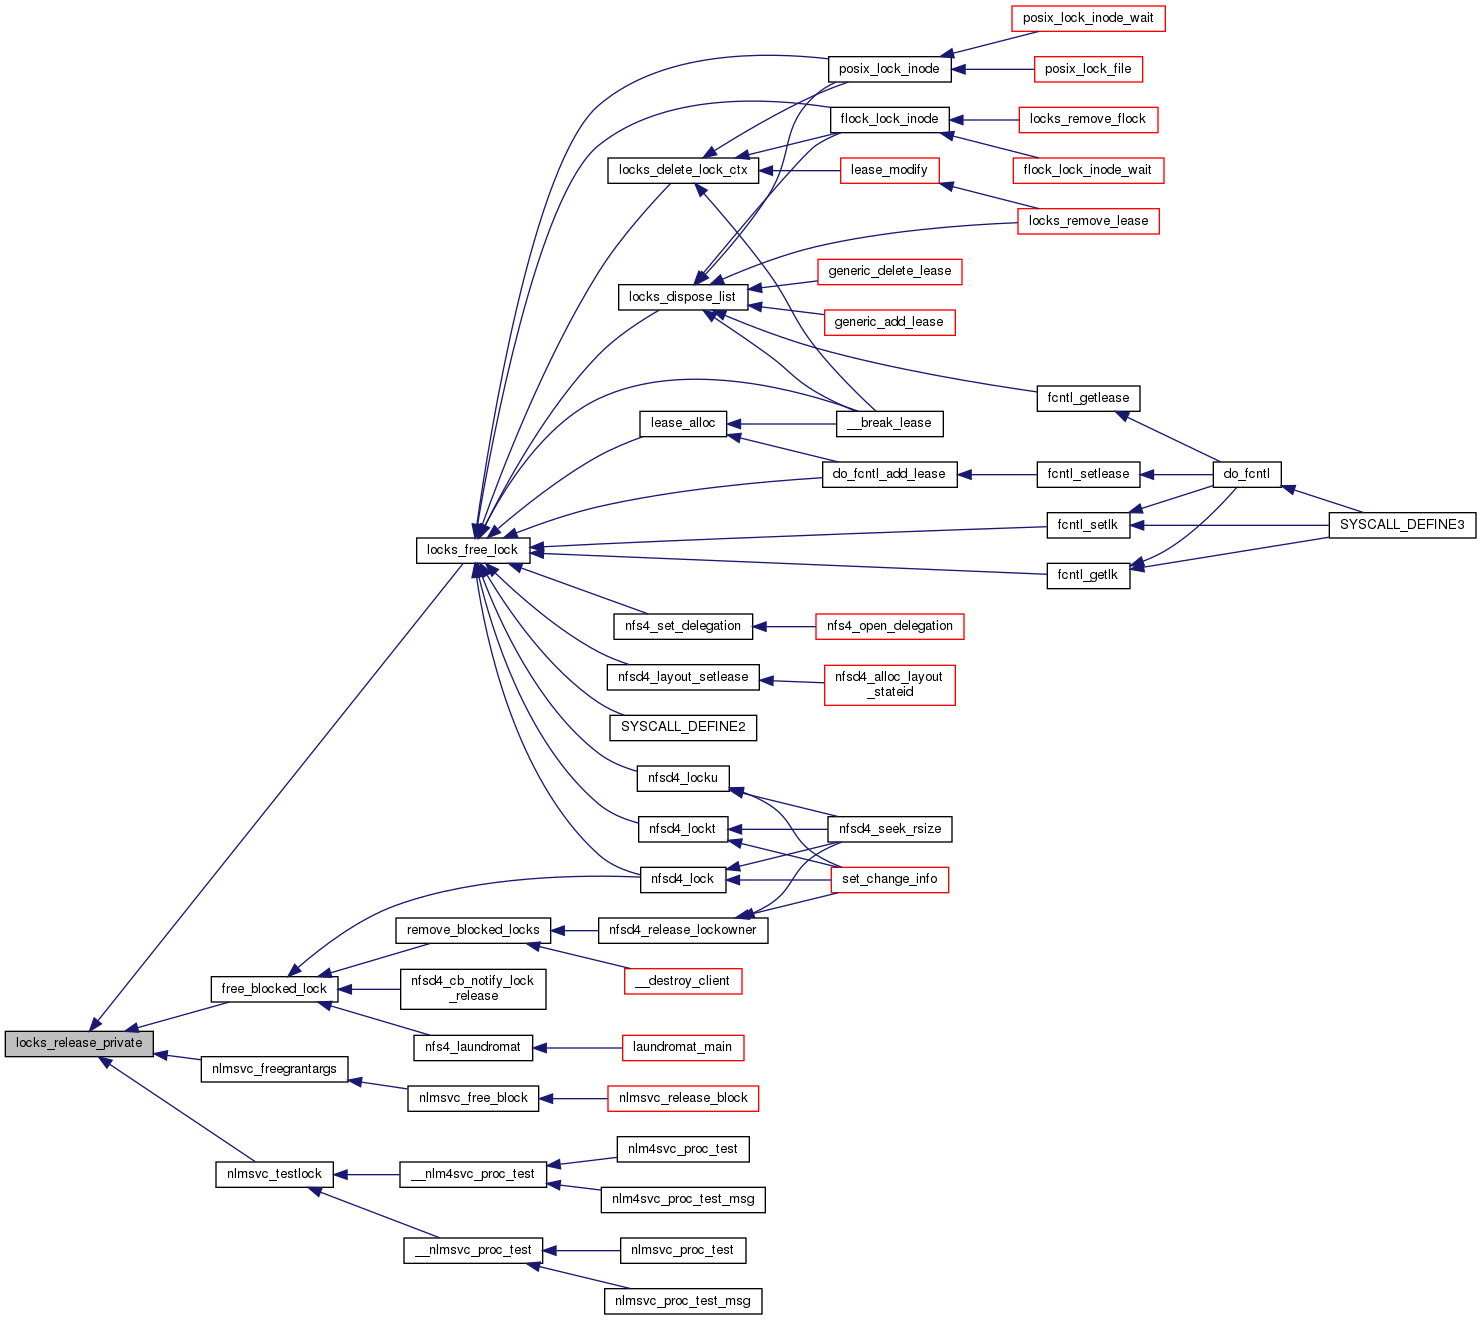 posix_lock_inode_wait
posix_lock_inode
posix_lock_file
flock_lock_inode
locks_remove_flock
locks_delete_lock_ctx
lease_modify
flock_lock_inode_wait
locks_remove_lease
generic_delete_lease
locks_dispose_list
generic_add_lease
fcntl_getlease
lease_alloc
__break_lease
do_fcntl_add_lease
fcntl_setlease
do_fcntl
fcntl_setlk
SYSCALL_DEFINE3
locks_free_lock
fcntl_getlk
nfs4_set_delegation
nfs4_open_delegation
nfsd4_layout_setlease
nfsd4_alloc_layout
_stateid
SYSCALL_DEFINE2
nfsd4_locku
nfsd4_lockt
nfsd4_seek_rsize
nfsd4_lock
set_change_info
remove_blocked_locks
nfsd4_release_lockowner
free_blocked_lock
nfsd4_cb_notify_lock
_release
__destroy_client
locks_release_private
nfs4_laundromat
laundromat_main
nlmsvc_freegrantargs
nlmsvc_free_block
nlmsvc_release_block
nlm4svc_proc_test
nlmsvc_testlock
__nlm4svc_proc_test
nlm4svc_proc_test_msg
__nlmsvc_proc_test
nlmsvc_proc_test
nlmsvc_proc_test_msg